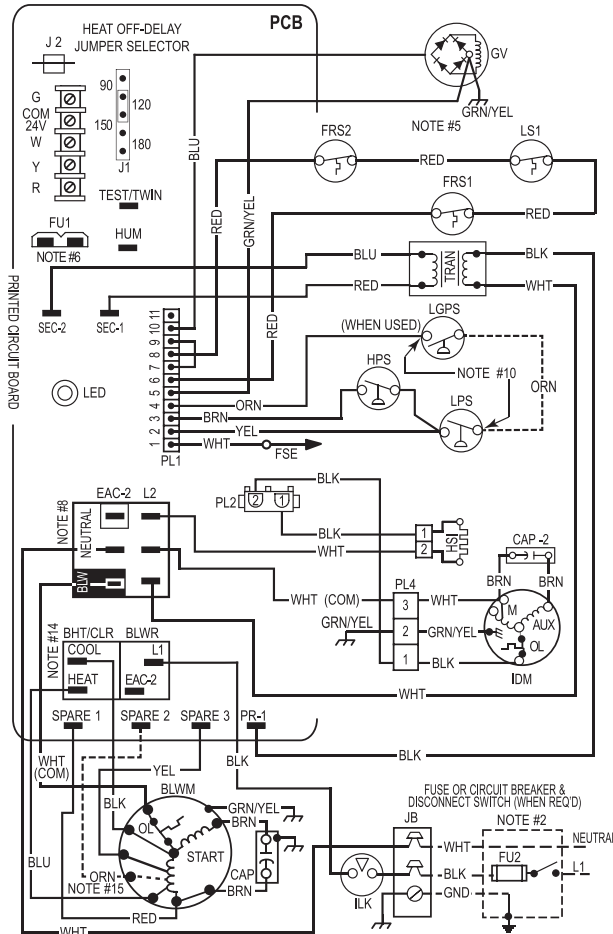 PCB
HEAT OFF-DELAY
JUMPER SELECTOR
J 2
90
120
150
180
J1
G
COM
24V
W
Y
R
TEST/TWIN
FU1
HUM
NOTE #6
SEC-2
SEC-1
PRINTED CIRCUIT BOARD
LED
BLU
RED
GRN/YEL
GV
GRN/YEL
NOTE #5
FRS2
RED
LS1
FRS1
RED
RED
BLU
TRAN
BLK
RED
WHT
LGPS
(WHEN USED)
HPS
NOTE #10
ORN
LPS
11
10
9
8
7
6
5
4
3
2
1
PL1
ORN
BRN
YEL
WHT
FSE
NOTE #8
EAC-2
L2
NEUTRAL
BLW
PL2
2
1
BLK
BLK
WHT
1
2
HSI
CAP -2
BRN
BRN
PL4
WHT (COM)
3
WHT
M
AUX
GRN/YEL
2
GRN/YEL
OL
1
BLK
IDM
WHT
NOTE #14
BHT/CLR
BLWR
COOL
L1
HEAT
EAC-2
SPARE 1
SPARE 2
SPARE 3
PR-1
BLK
WHT
(COM)
YEL
BLK
BLWM
BLK
GRN/YEL
BRN
OL
START
CAP
BLU
ORN
NOTE #15
BRN
RED
WHT
ILK
JB
FUSE OR CIRCUIT BREAKER &
DISCONNECT SWITCH (WHEN REQ'D)
NOTE #2
WHT
NEUTRAL
FU2
BLK
L1
GND